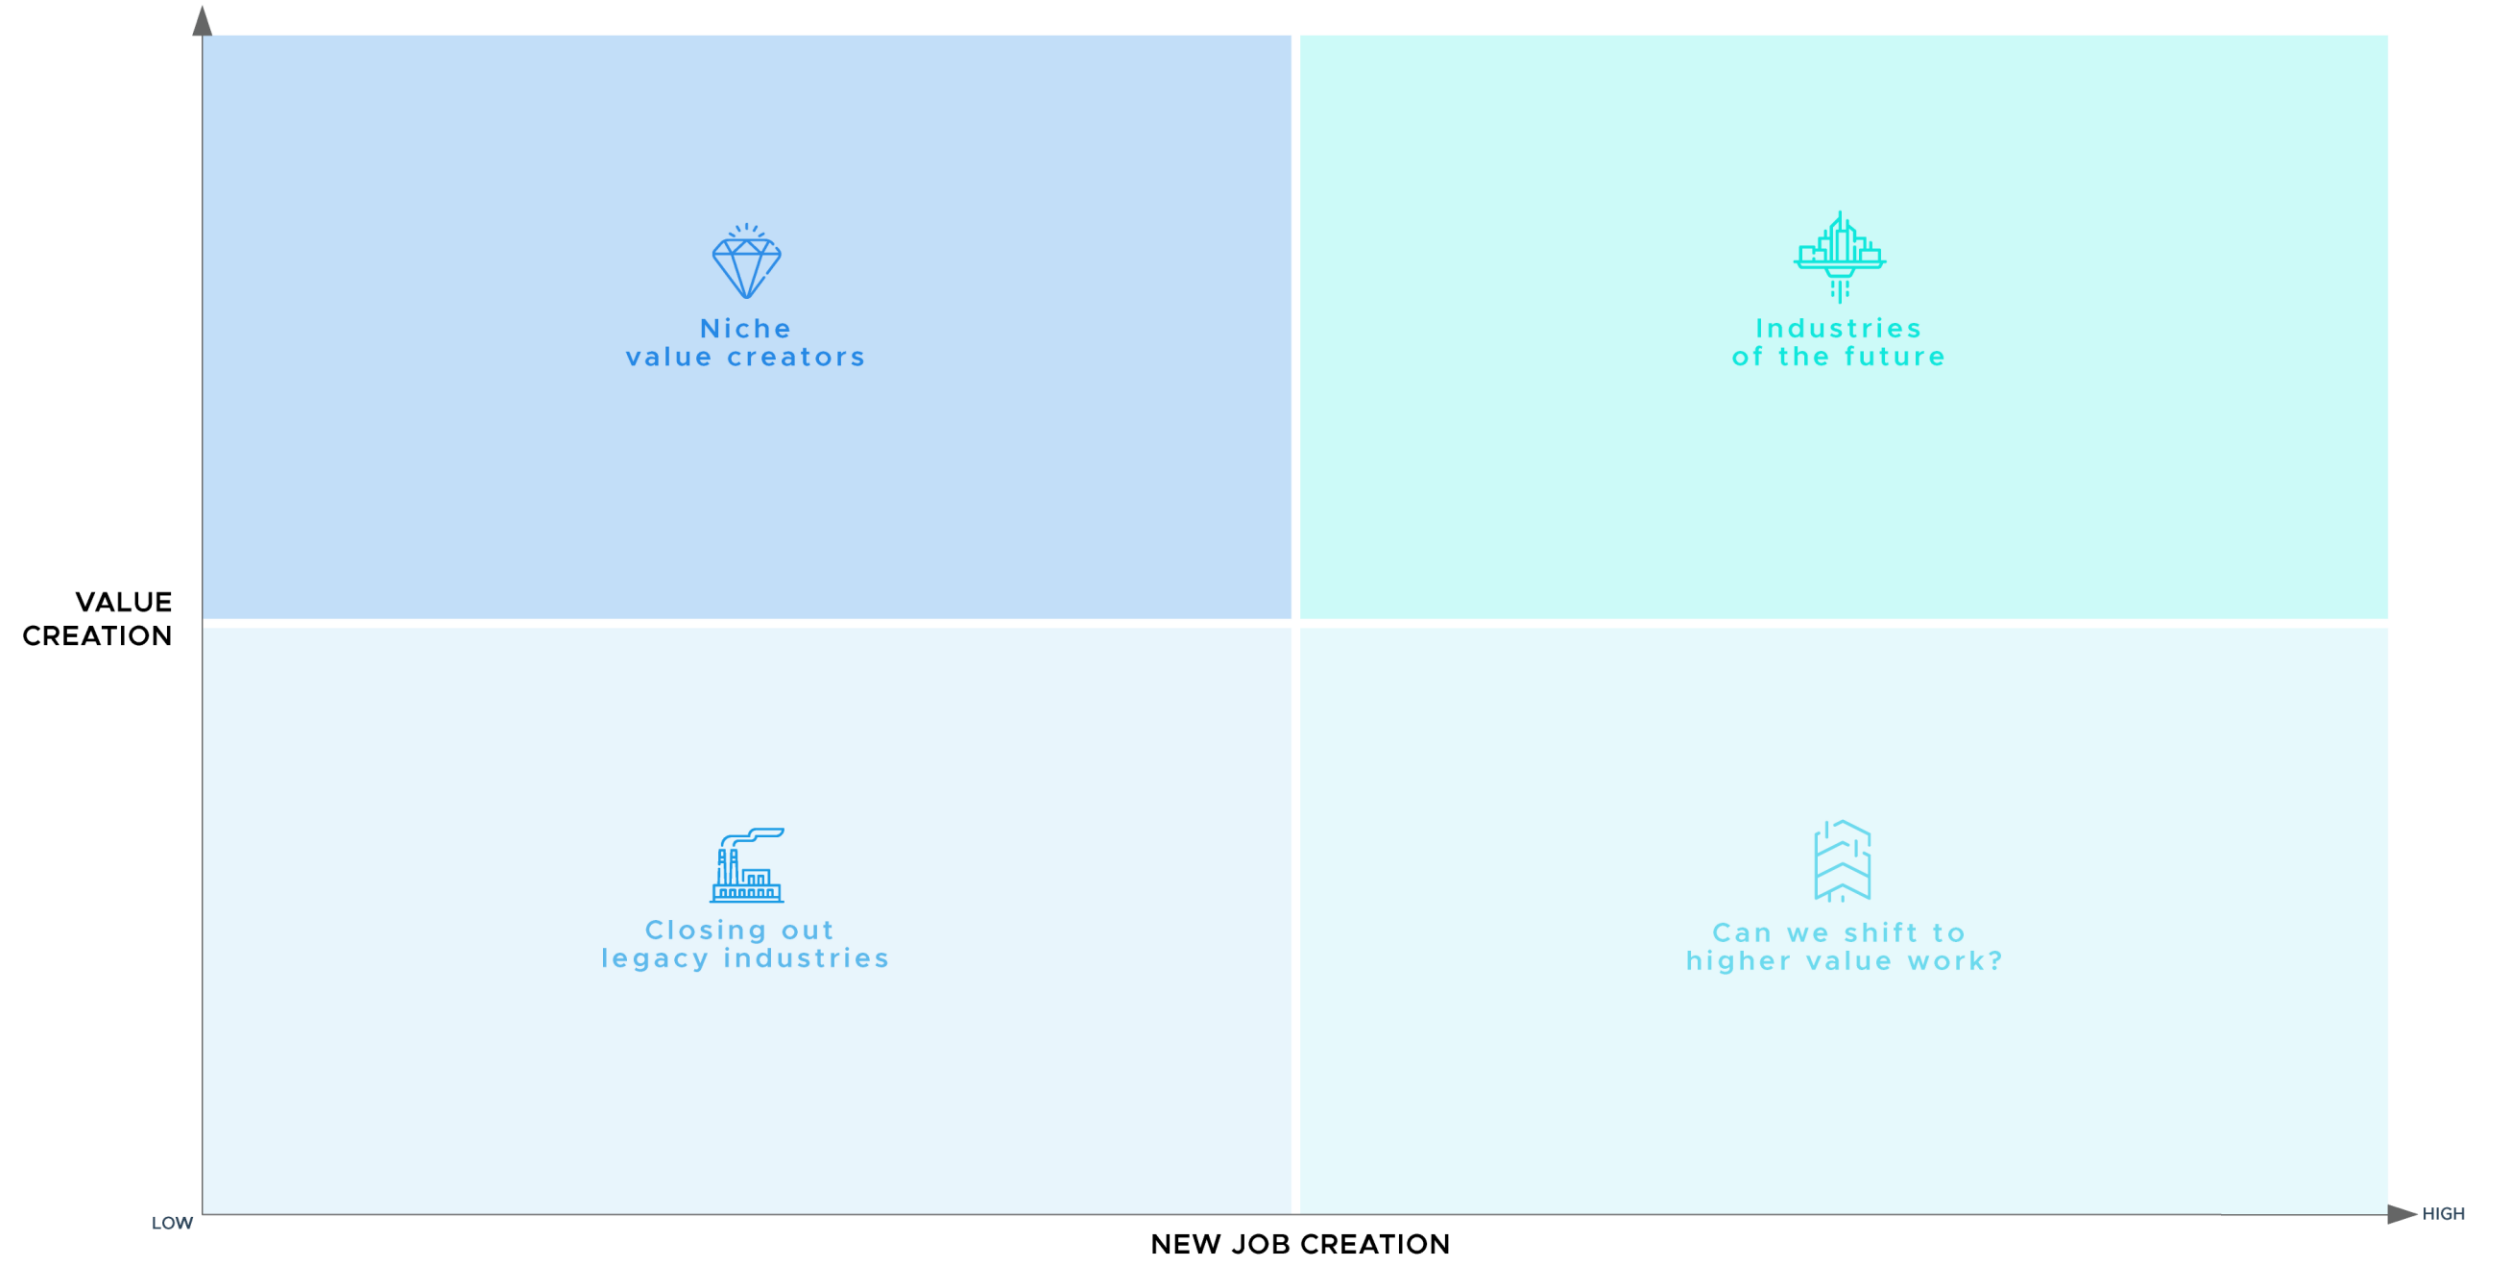 Niche
value creators
Industries
of the future
VALUE
CREATION
Closing out
legacy industries
Can we shift to
higher value work?
LOW
HIGH
NEW JOB CREATION